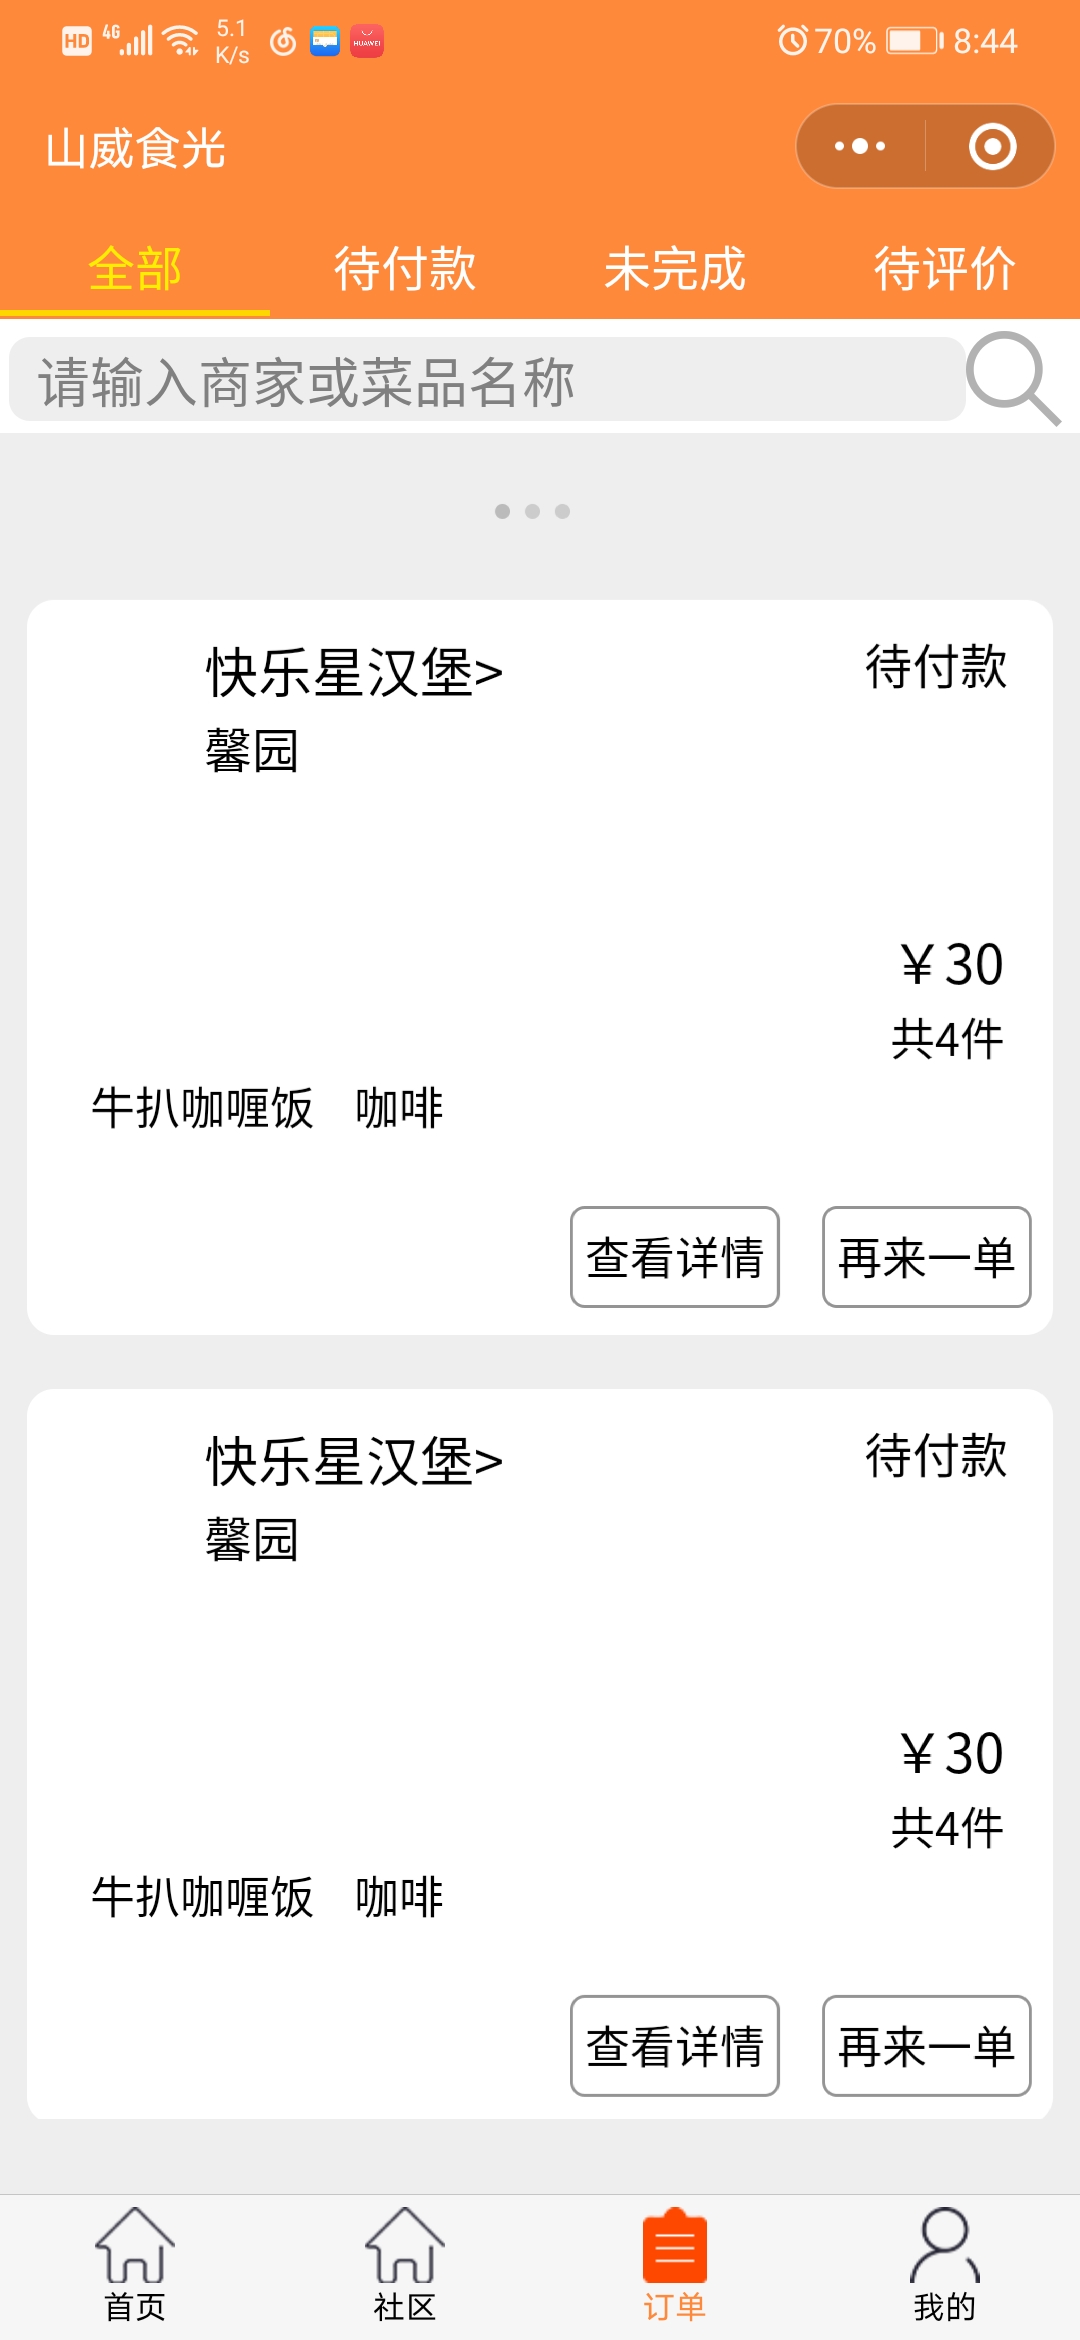 HD 4G 5.1 K/s HUAWEI 70% 8:44
山威食光
全部 待付款 未完成 待评价
请输入商家或菜品名称
快乐星汉堡> 待付款
馨园
￥30
共4件
牛扒咖喱饭 咖啡
查看详情 再来一单
快乐星汉堡> 待付款
馨园
￥30
共4件
牛扒咖喱饭 咖啡
查看详情 再来一单
首页 社区 订单 我的